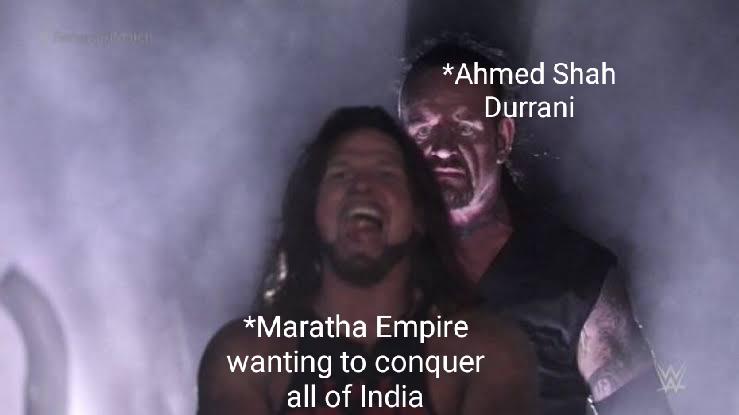 *Ahmed Shah
Durrani
*Maratha Empire
wanting to conquer
all of India